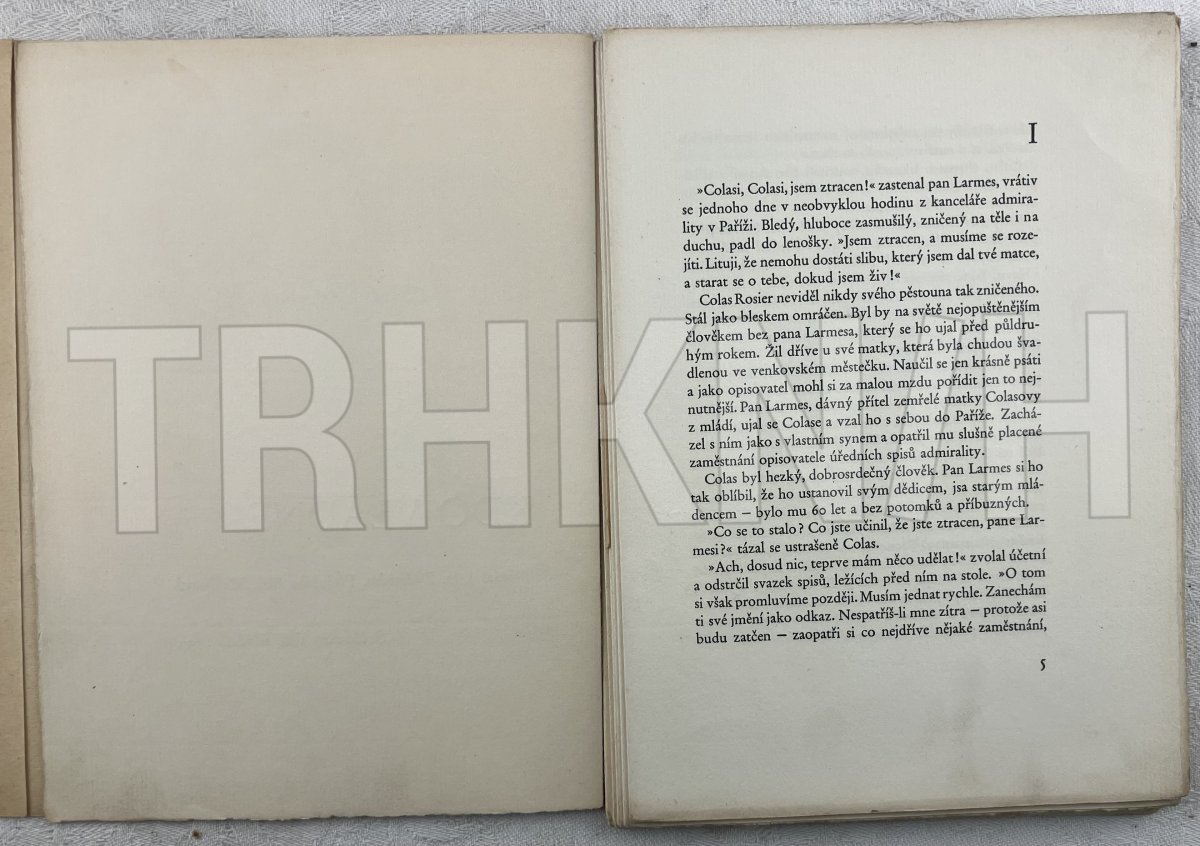 I
»Colasi, Colasi, jsem ztracen!« zastenal pan Larmes, vrátiv
se jednoho dne v neobvyklou hodinu z kanceláře admira-
lity v Paříži. Bledý, hluboce zasmušilý, zničený na těle i na
duchu, padl do lenošky. »Jsem ztracen, a musíme se roze-
jíti. Lituji, že nemohu dostáti slibu, který jsem dal tvé matce,
a starat se o tebe, dokud jsem živ!«
Colas Rosier neviděl nikdy svého pěstouna tak zničeného.
Stál jako bleskem omráčen. Byl by na světě nejopuštěnějším
člověkem bez pana Larmesa, který se ho ujal před půldru-
hým rokem. Žil dříve u své matky, která byla chudou šva-
dlenou ve venkovském městečku. Naučil se jen krásně psáti
a jako opisovatel mohl si za malou mzdu pořídit jen to nej-
nutnější. Pan Larmes, dávný přítel zemřelé matky Colasovy
z mládí, ujal se Colase a vzal ho s sebou do Paříže. Zachá-
zel s ním jako s vlastním synem a opatřil mu slušně placené
zaměstnání opisovatele úředních spisů admirality.
Colas byl hezký, dobrosrdečný člověk. Pan Larmes si ho
tak oblíbil, že ho ustanovil svým dědicem, jsa starým mlá-
dencem – bylo mu 60 let a bez potomků a příbuzných.
»Co se to stalo? Co jste učinil, že jste ztracen, pane Lar-
mesi?« tázal se ustrašeně Colas.
»Ach, dosud nic, teprve mám něco udělat!« zvolal účetní
a odstrčil svazek spisů, ležících před ním na stole. »O tom
si však promluvíme později. Musím jednat rychle. Zanechám
ti své jmění jako odkaz. Nespatříš-li mne zítra – protože asi
budu zatčen – zaopatři si co nejdříve nějaké zaměstnání,
5
TRHKNIH